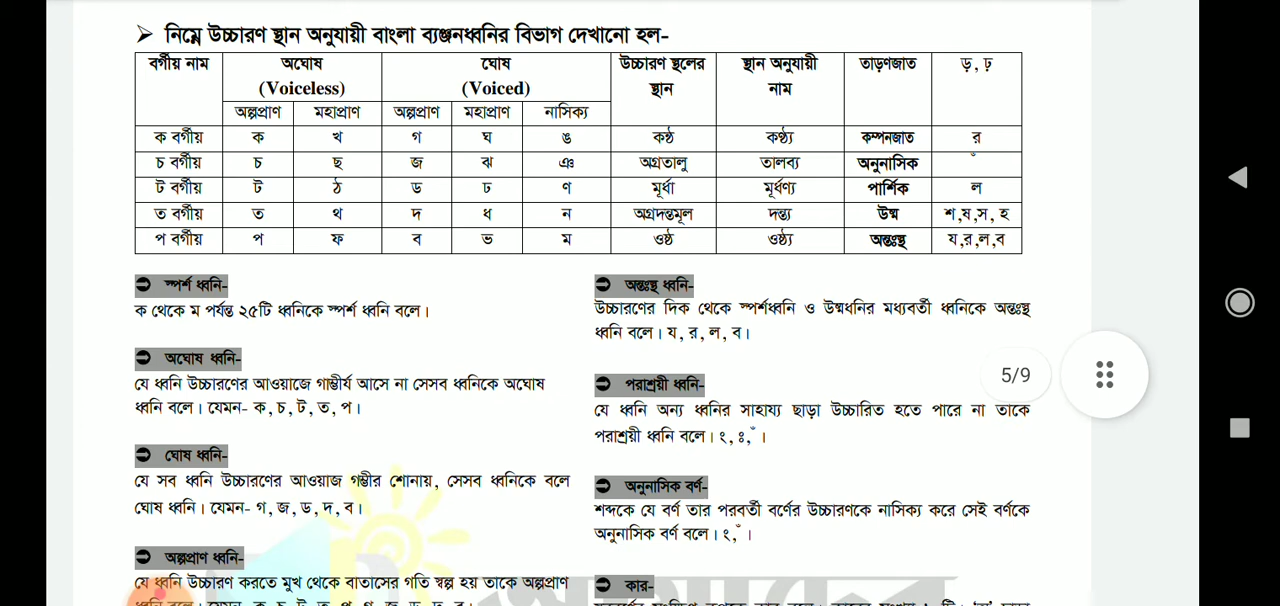 ➢ নিম্নে উচ্চারণ স্থান অনুযায়ী বাংলা ব্যঞ্জনধ্বনির বিভাগ দেখানো হল-
বর্গীয় নাম অঘোষ (Voiceless) ঘোষ (Voiced) উচ্চারণ স্থলের স্থান স্থান অনুযায়ী নাম তাড়ণজাত ড়, ঢ়
অল্পপ্রাণ মহাপ্রাণ অল্পপ্রাণ মহাপ্রাণ নাসিক্য
ক বর্গীয় ক খ গ ঘ ঙ কণ্ঠ কণ্ঠ্য কম্পনজাত র
চ বর্গীয় চ ছ জ ঝ ঞ অগ্রতালু তালব্য অনুনাসিক ঁ
ট বর্গীয় ট ঠ ড ঢ ণ মূর্ধা মূর্ধণ্য পার্শিক ল
ত বর্গীয় ত থ দ ধ ন অগ্রদন্তমূল দন্ত্য উষ্ম শ,ষ,স, হ
প বর্গীয় প ফ ব ভ ম ওষ্ঠ ওষ্ঠ্য অন্তঃস্থ য,র,ল,ব
স্পর্শ ধ্বনি-
ক থেকে ম পর্যন্ত ২৫টি ধ্বনিকে স্পর্শ ধ্বনি বলে।
অঘোষ ধ্বনি-
যে ধ্বনি উচ্চারণের আওয়াজে গাম্ভীর্য আসে না সেসব ধ্বনিকে অঘোষ
ধ্বনি বলে। যেমন- ক, চ, ট, ত, প।
ঘোষ ধ্বনি-
যে সব ধ্বনি উচ্চারণের আওয়াজ গম্ভীর শোনায়, সেসব ধ্বনিকে বলে
ঘোষ ধ্বনি। যেমন- গ, জ, ড, দ, ব।
অল্পপ্রাণ ধ্বনি-
যে ধ্বনি উচ্চারণ করতে মুখ থেকে বাতাসের গতি স্বল্প হয় তাকে অল্পপ্রাণ
অন্তঃস্থ ধ্বনি-
উচ্চারণের দিক থেকে স্পর্শধ্বনি ও উষ্মধনির মধ্যবর্তী ধ্বনিকে অন্তঃস্থ
ধ্বনি বলে। য, র, ল, ব।
পরাশ্রয়ী ধ্বনি-
যে ধ্বনি অন্য ধ্বনির সাহায্য ছাড়া উচ্চারিত হতে পারে না তাকে
পরাশ্রয়ী ধ্বনি বলে। ং, ঃ, ঁ ।
অনুনাসিক বর্ণ-
শব্দকে যে বর্ণ তার পরবর্তী বর্ণের উচ্চারণকে নাসিক্য করে সেই বর্ণকে
অনুনাসিক বর্ণ বলে। ং, ঁ ।
কার-
5/9